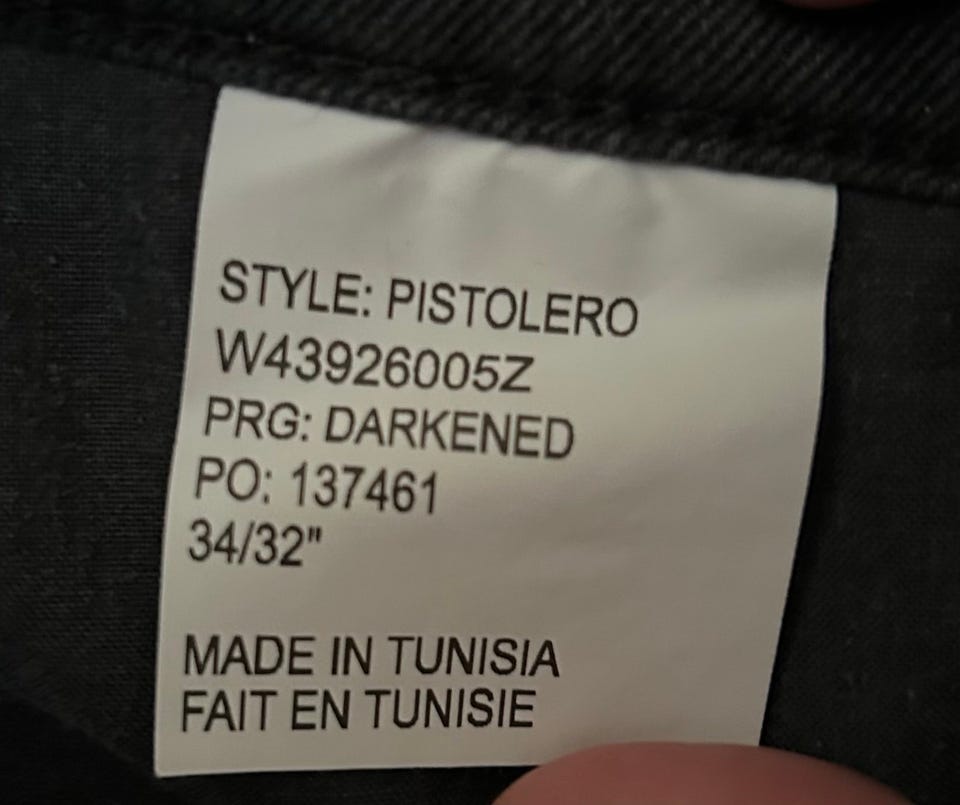 STYLE: PISTOLERO
W43926005Z
PRG: DARKENED
PO: 137461
34/32"
MADE IN TUNISIA
FAIT EN TUNISIE